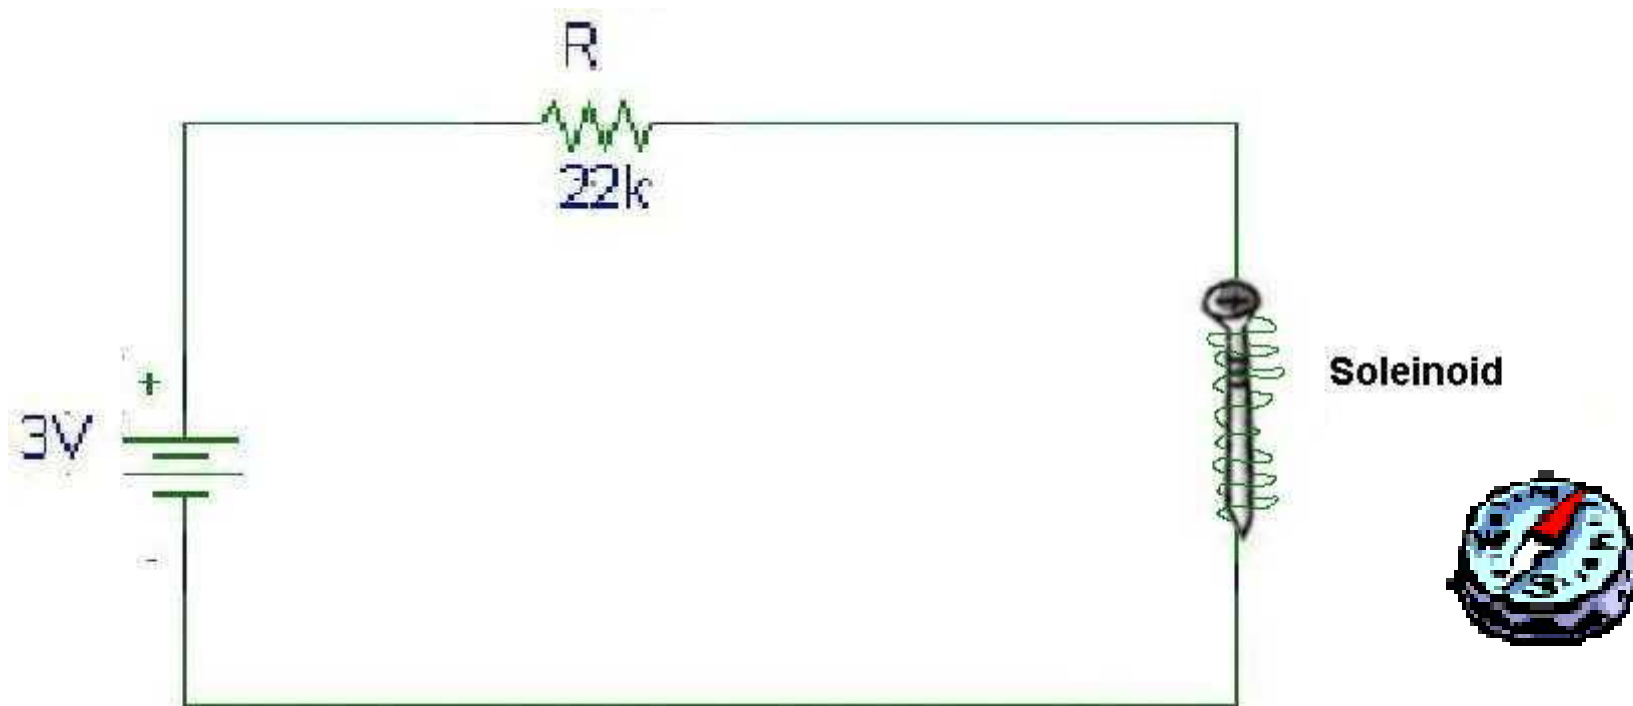 R
22k
+
3V
-
Soleinoid